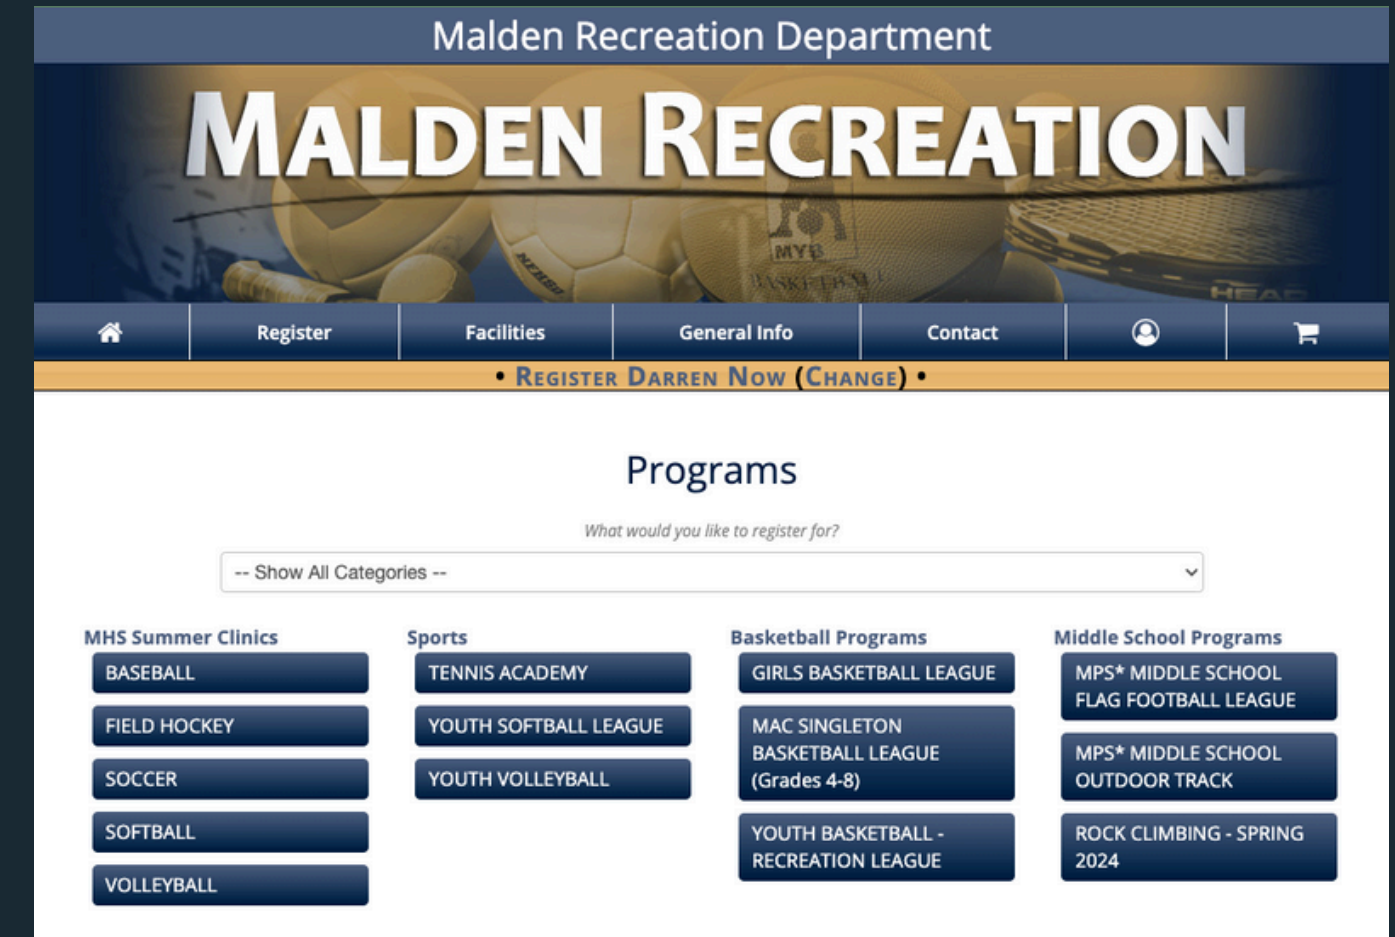 Malden Recreation Department
MALDEN RECREATION
MYB
BASKETBALL
NFHS
HEAD
Register
Facilities
General Info
Contact
• REGISTER DARREN NOW (CHANGE) •
Programs
What would you like to register for?
-- Show All Categories --
MHS Summer Clinics
BASEBALL
FIELD HOCKEY
SOCCER
SOFTBALL
VOLLEYBALL
Sports
TENNIS ACADEMY
YOUTH SOFTBALL LEAGUE
YOUTH VOLLEYBALL
Basketball Programs
GIRLS BASKETBALL LEAGUE
MAC SINGLETON
BASKETBALL LEAGUE
(Grades 4-8)
YOUTH BASKETBALL -
RECREATION LEAGUE
Middle School Programs
MPS* MIDDLE SCHOOL
FLAG FOOTBALL LEAGUE
MPS* MIDDLE SCHOOL
OUTDOOR TRACK
ROCK CLIMBING - SPRING
2024